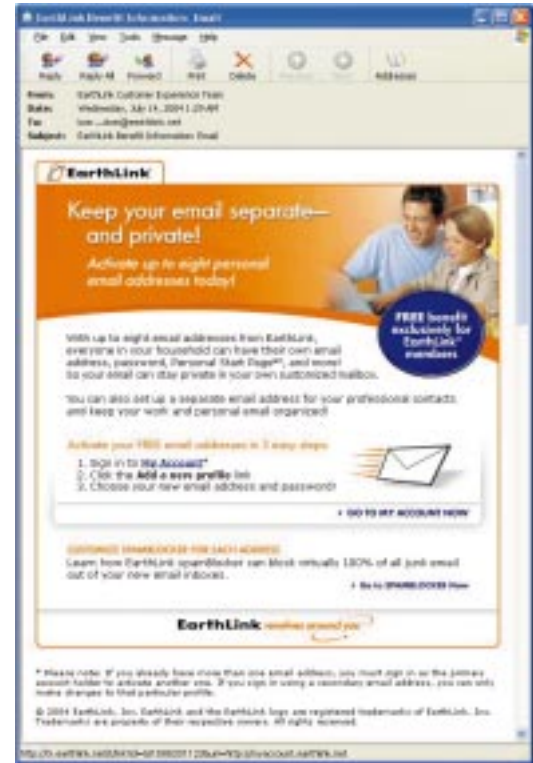 EarthLink Benefit Information Email
File Edit View Tools Message Help
Reply Reply All Forward Print Delete Previous Next Addresses
From: EarthLink Customer Experience Team
Date: Wednesday, July 14, 2004 1:29 AM
To:
Subject: EarthLink Benefit Information Email
EarthLink
Keep your email separate—
and private!
Activate up to eight personal
email addresses today!
FREE benefit
exclusively for
EarthLink®
members
With up to eight email addresses from EarthLink,
everyone in your household can have their own email
address, password, Personal Start Page℠, and more!
So your email can stay private in your own customized mailbox.
You can also set up a separate email address for your professional contacts
and keep your work and personal email organized!
Activate your FREE email addresses in 3 easy steps:
1. Sign in to My Account*
2. Click the Add a new profile link
3. Choose your new email address and password!
GO TO MY ACCOUNT NOW
CUSTOMIZE SPAMBLOCKER FOR EACH ADDRESS
Learn how EarthLink spamBlocker can block virtually 100% of all junk email
out of your new email inboxes.
Go to SPAMBLOCKER Now
EarthLink revolves around you™
* Please note: If you already have more than one email address, you must sign in as the primary
account holder to activate another one. If you sign in using a secondary email address, you can only
make changes to that particular profile.
© 2004 EarthLink, Inc. EarthLink and the EarthLink logo are registered trademarks of EarthLink, Inc.
Trademarks are property of their respective owners. All rights reserved.